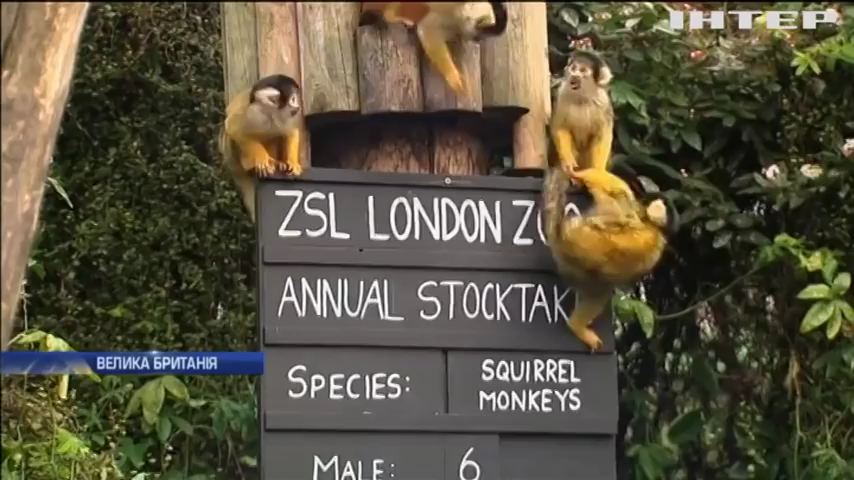 ІНТЕР
ZSL LONDON
ANNUAL
SPECIES: SQUIRREL
MONKEYS
MALE: 6
ВЕЛИКА БРИТАНІЯ